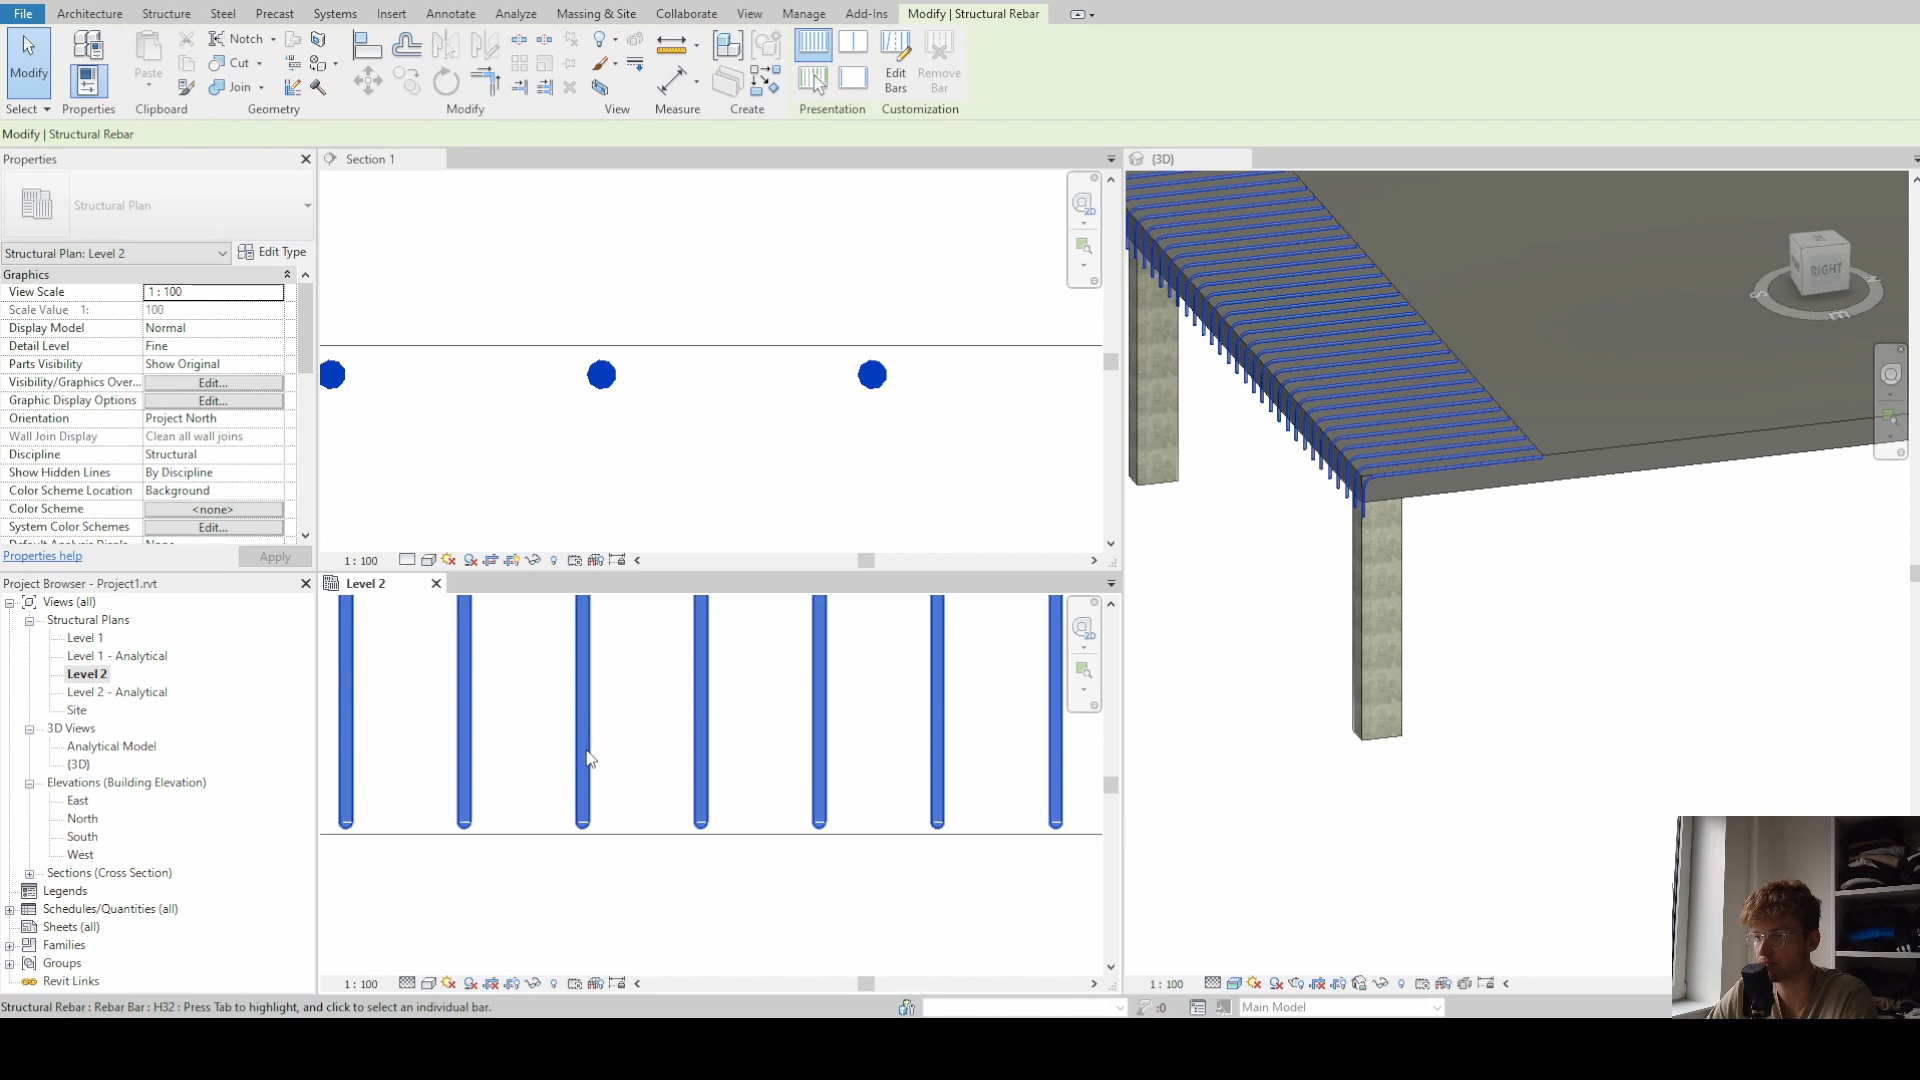 File Architecture Structure Steel Precast Systems Insert Annotate Analyze Massing & Site Collaborate View Manage Add-Ins Modify | Structural Rebar
Modify
Paste
Notch
Cut
Join
Edit Bars
Remove Bar
Select Properties Clipboard Geometry Modify View Measure Create Presentation Customization
Modify | Structural Rebar
Properties
Structural Plan
Structural Plan: Level 2 Edit Type
Graphics
View Scale 1 : 100
Scale Value 1: 100
Display Model Normal
Detail Level Fine
Parts Visibility Show Original
Visibility/Graphics Over... Edit...
Graphic Display Options Edit...
Orientation Project North
Wall Join Display Clean all wall joins
Discipline Structural
Show Hidden Lines By Discipline
Color Scheme Location Background
Color Scheme <none>
System Color Schemes Edit...
Properties help Apply
Project Browser - Project1.rvt
Views (all)
Structural Plans
Level 1
Level 1 - Analytical
Level 2
Level 2 - Analytical
Site
3D Views
Analytical Model
{3D}
Elevations (Building Elevation)
East
North
South
West
Sections (Cross Section)
Legends
Schedules/Quantities (all)
Sheets (all)
Families
Groups
Revit Links
Section 1
2D
1 : 100
Level 2
2D
1 : 100
{3D}
RIGHT
1 : 100
Structural Rebar : Rebar Bar : H32 : Press Tab to highlight, and click to select an individual bar.
:0
Main Model